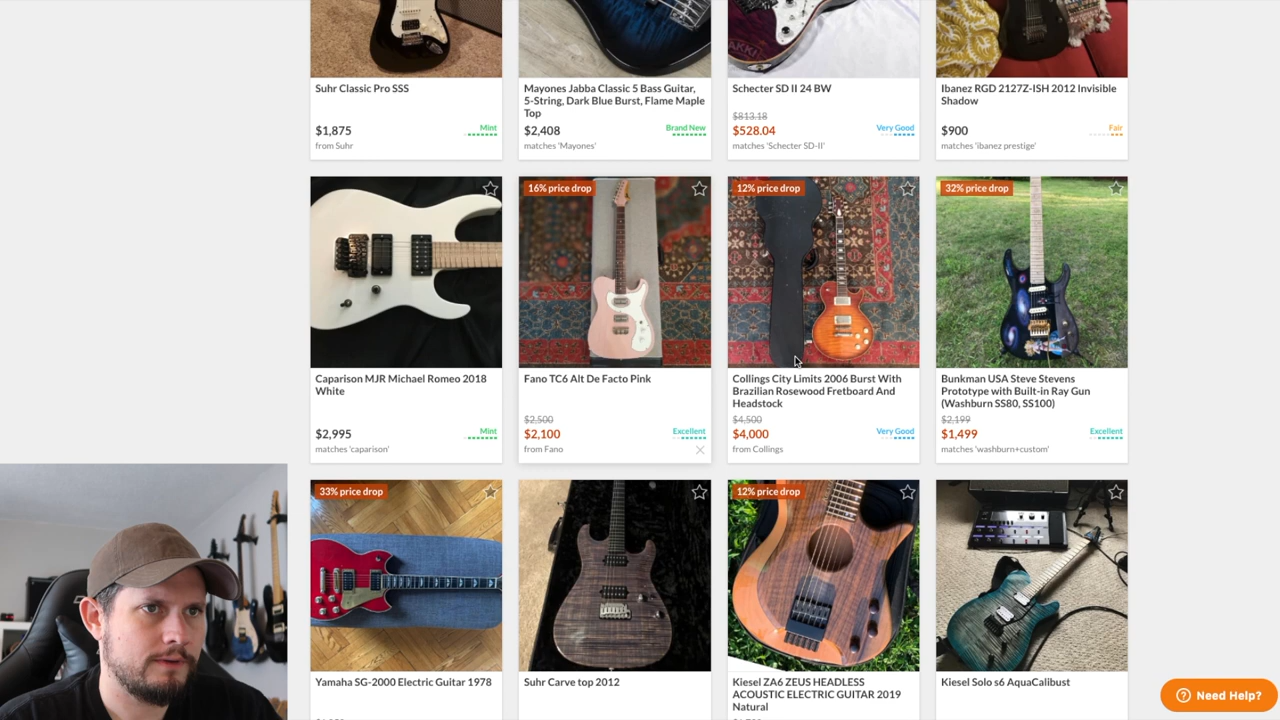 Suhr Classic Pro SSS
$1,875
Mint
from Suhr
Mayones Jabba Classic 5 Bass Guitar,
5-String, Dark Blue Burst, Flame Maple
Top
$2,408
Brand New
matches 'Mayones'
Schecter SD II 24 BW
$813.18
$528.04
Very Good
matches 'Schecter SD-II'
Ibanez RGD 2127Z-ISH 2012 Invisible
Shadow
$900
Fair
matches 'ibanez prestige'
Caparison MJR Michael Romeo 2018
White
$2,995
Mint
matches 'caparison'
16% price drop
Fano TC6 Alt De Facto Pink
$2,500
$2,100
Excellent
from Fano
12% price drop
Collings City Limits 2006 Burst With
Brazilian Rosewood Fretboard And
Headstock
$4,500
$4,000
Very Good
from Collings
32% price drop
Bunkman USA Steve Stevens
Prototype with Built-in Ray Gun
(Washburn SS80, SS100)
$2,199
$1,499
Excellent
matches 'washburn+custom'
33% price drop
Yamaha SG-2000 Electric Guitar 1978
Suhr Carve top 2012
12% price drop
Kiesel ZA6 ZEUS HEADLESS
ACOUSTIC ELECTRIC GUITAR 2019
Natural
Kiesel Solo s6 AquaCalibust
Need Help?